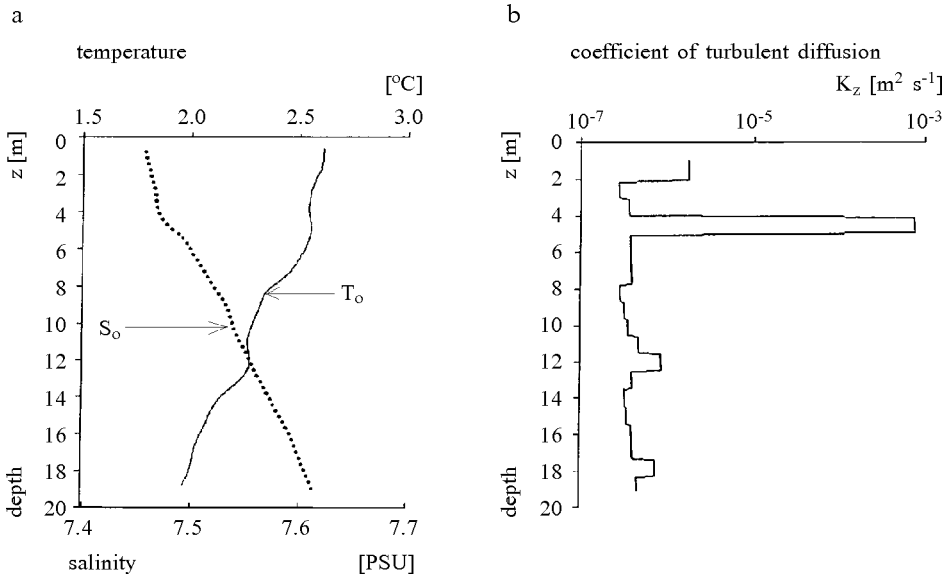 a
temperature
[°C]
1.5 2.0 2.5 3.0
z [m]
0
2
4
6
8
10
12
14
16
18
20
depth
Tₒ
Sₒ
7.4 7.5 7.6 7.7
salinity [PSU]
b
coefficient of turbulent diffusion
K_z [m² s⁻¹]
10⁻⁷ 10⁻⁵ 10⁻³
z [m]
0
2
4
6
8
10
12
14
16
18
20
depth